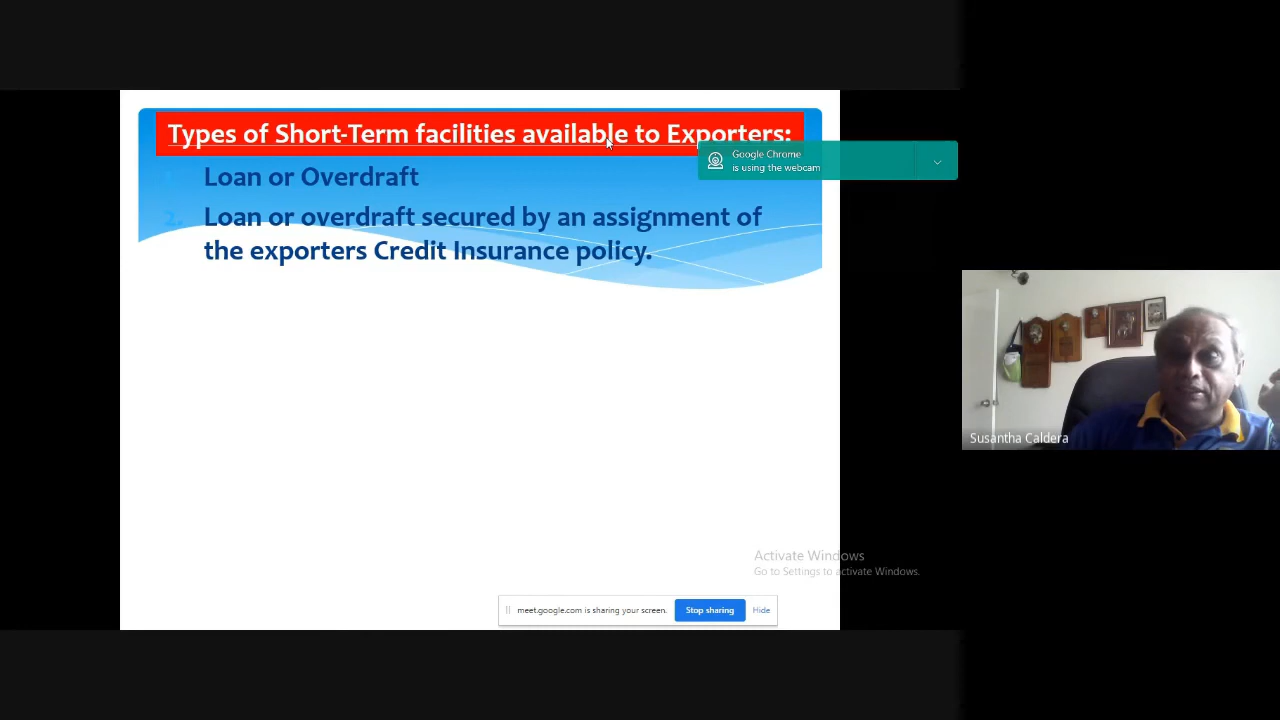 Types of Short-Term facilities available to Exporters:
Google Chrome
is using the webcam
Loan or Overdraft
2. Loan or overdraft secured by an assignment of
the exporters Credit Insurance policy.
Susantha Caldera
Activate Windows
Go to Settings to activate Windows.
meet.google.com is sharing your screen.
Stop sharing
Hide